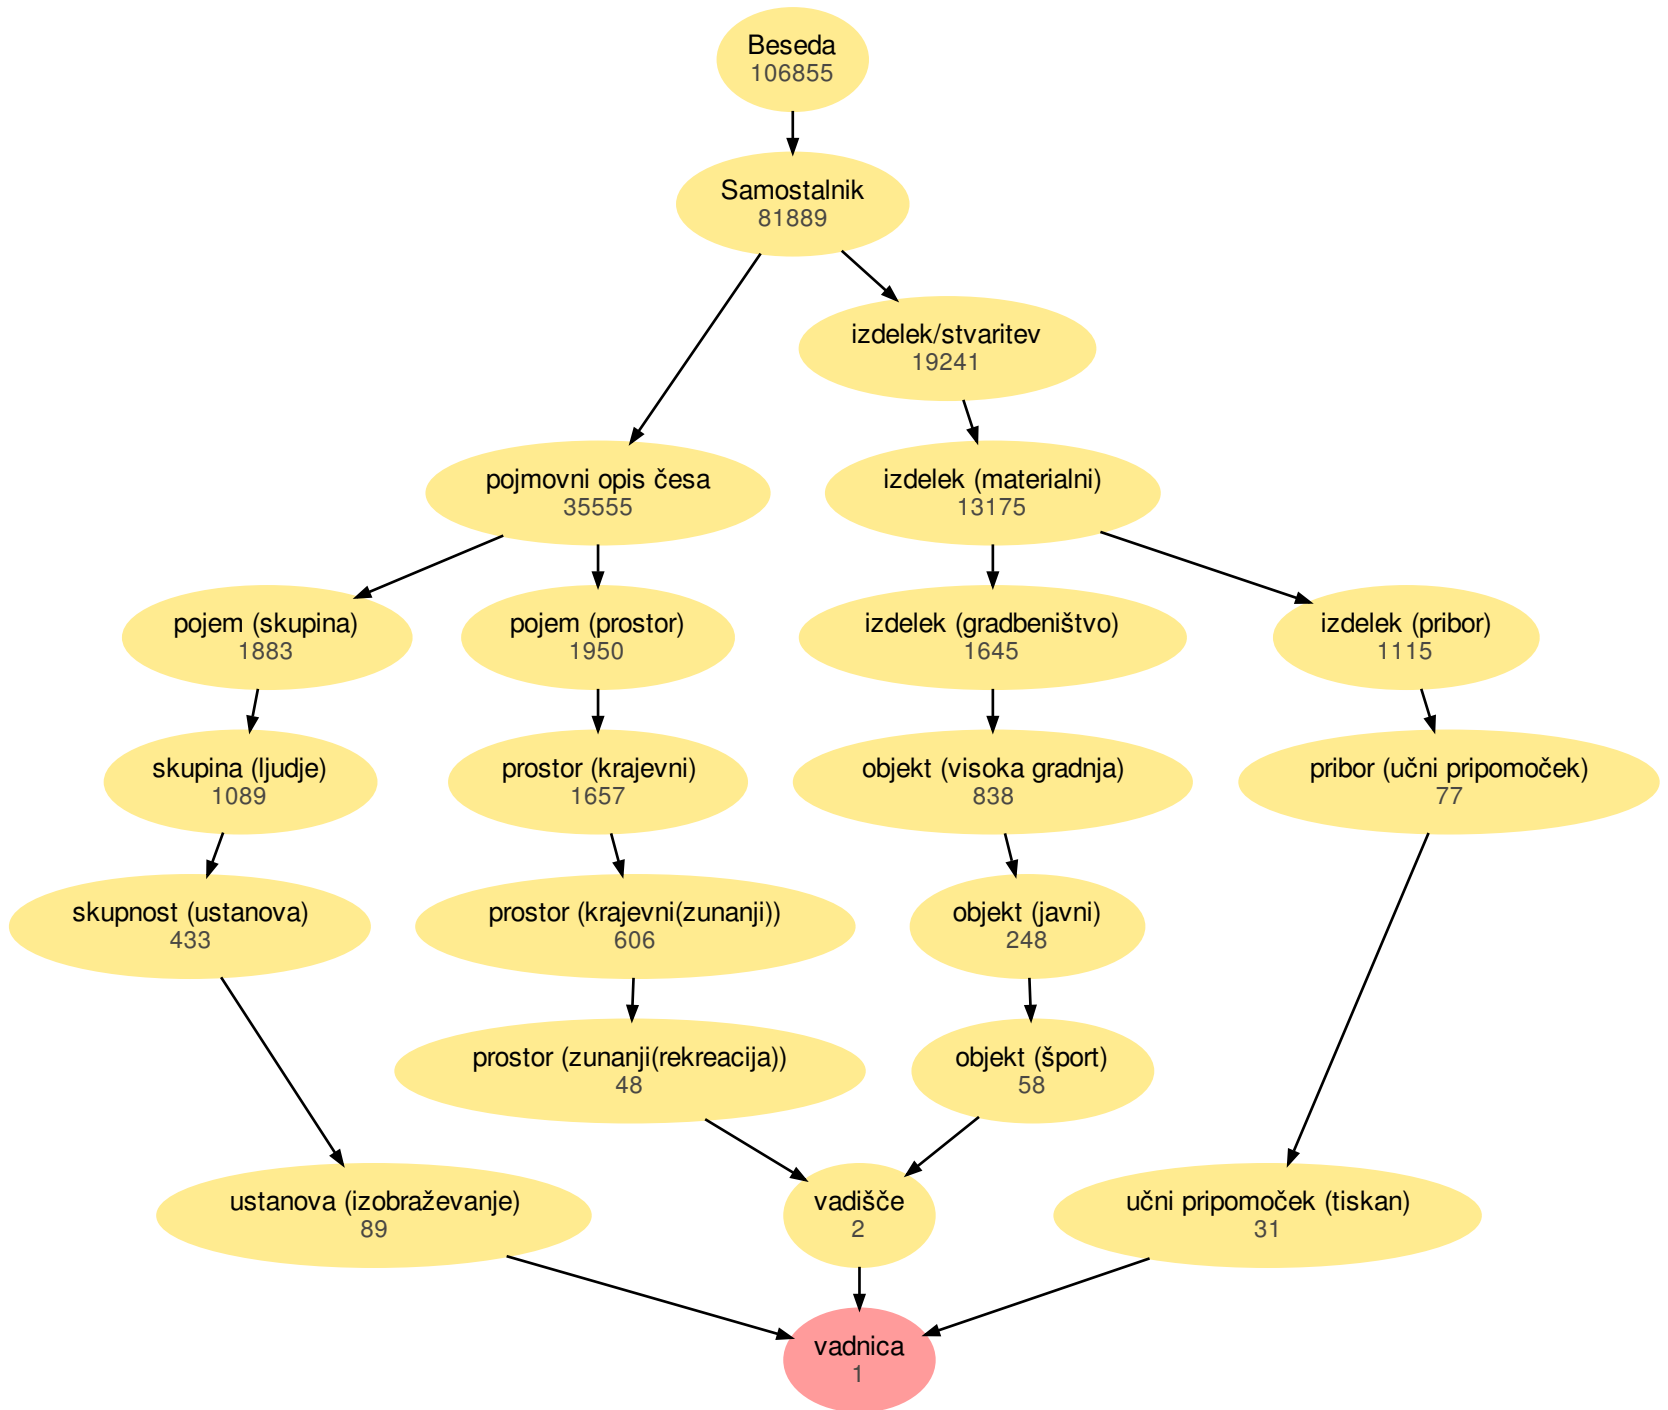 Beseda
106855
Samostalnik
81889
izdelek/stvaritev
19241
pojmovni opis česa
35555
izdelek (materialni)
13175
pojem (skupina)
1883
pojem (prostor)
1950
izdelek (gradbeništvo)
1645
izdelek (pribor)
1115
skupina (ljudje)
1089
prostor (krajevni)
1657
objekt (visoka gradnja)
838
pribor (učni pripomoček)
77
skupnost (ustanova)
433
prostor (krajevni(zunanji))
606
objekt (javni)
248
prostor (zunanji(rekreacija))
48
objekt (šport)
58
ustanova (izobraževanje)
89
vadišče
2
učni pripomoček (tiskan)
31
vadnica
1